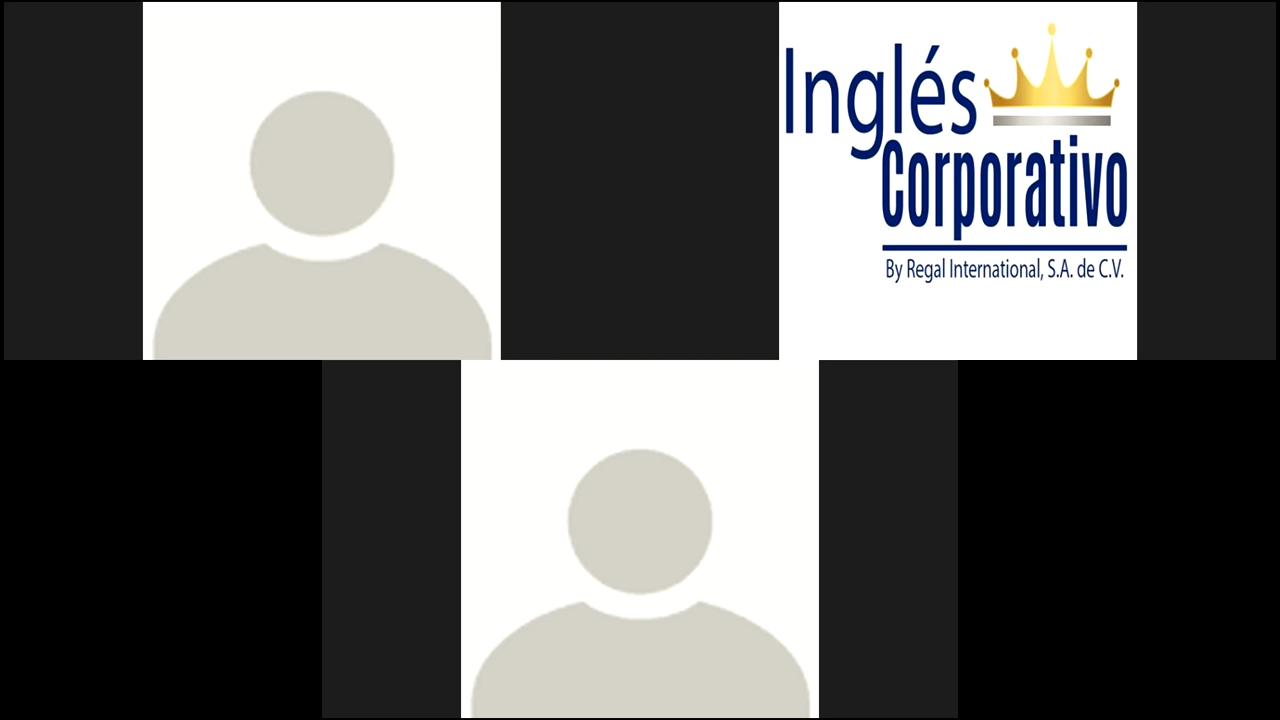 Inglés
Corporativo
By Regal International, S.A. de C.V.